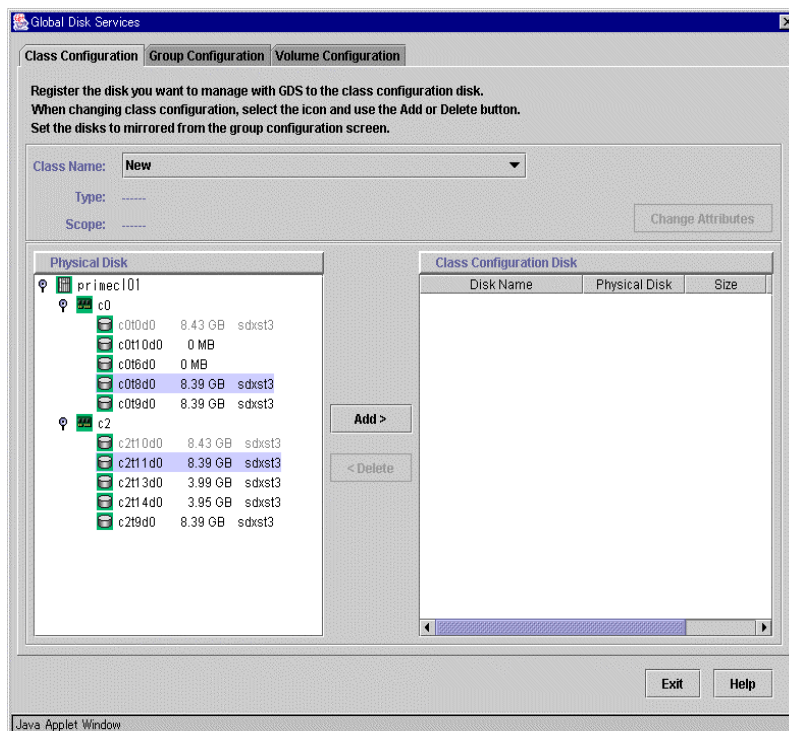 Global Disk Services
Class Configuration Group Configuration Volume Configuration
Register the disk you want to manage with GDS to the class configuration disk.
When changing class configuration, select the icon and use the Add or Delete button.
Set the disks to mirrored from the group configuration screen.
Class Name: New
Type: ------
Scope: ------
Change Attributes
Physical Disk
primecl01
c0
c0t0d0 8.43 GB sdxst3
c0t10d0 0 MB
c0t6d0 0 MB
c0t8d0 8.39 GB sdxst3
c0t9d0 8.39 GB sdxst3
c2
c2t10d0 8.43 GB sdxst3
c2t11d0 8.39 GB sdxst3
c2t13d0 3.99 GB sdxst3
c2t14d0 3.95 GB sdxst3
c2t9d0 8.39 GB sdxst3
Add >
< Delete
Class Configuration Disk
Disk Name Physical Disk Size
Exit Help
Java Applet Window